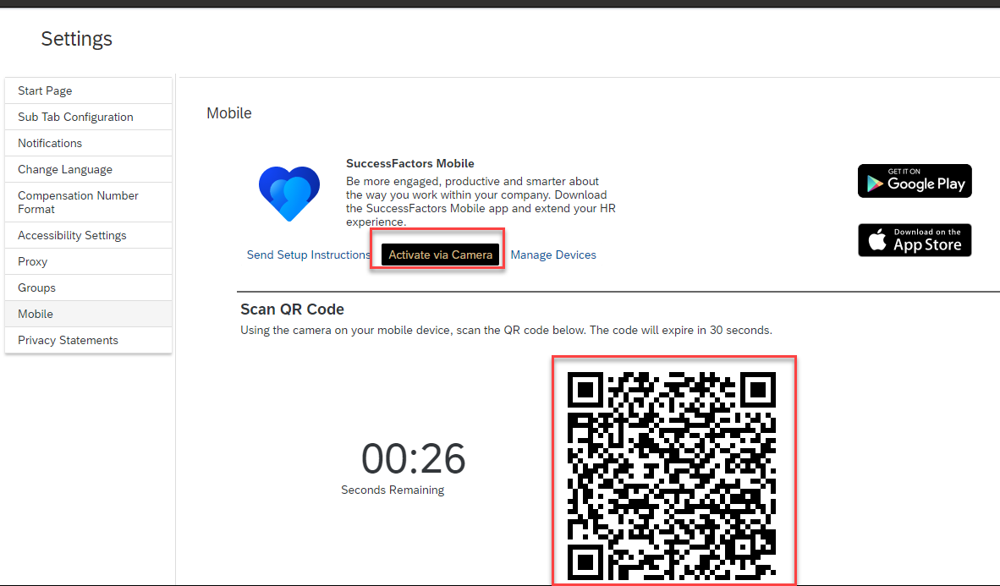 Settings
Start Page
Sub Tab Configuration
Notifications
Change Language
Compensation Number
Format
Accessibility Settings
Proxy
Groups
Mobile
Privacy Statements
Mobile
SuccessFactors Mobile
Be more engaged, productive and smarter about
the way you work within your company. Download
the SuccessFactors Mobile app and extend your HR
experience.
Send Setup Instructions
Activate via Camera
Manage Devices
GET IT ON
Google Play
Download on the
App Store
Scan QR Code
Using the camera on your mobile device, scan the QR code below. The code will expire in 30 seconds.
00:26
Seconds Remaining